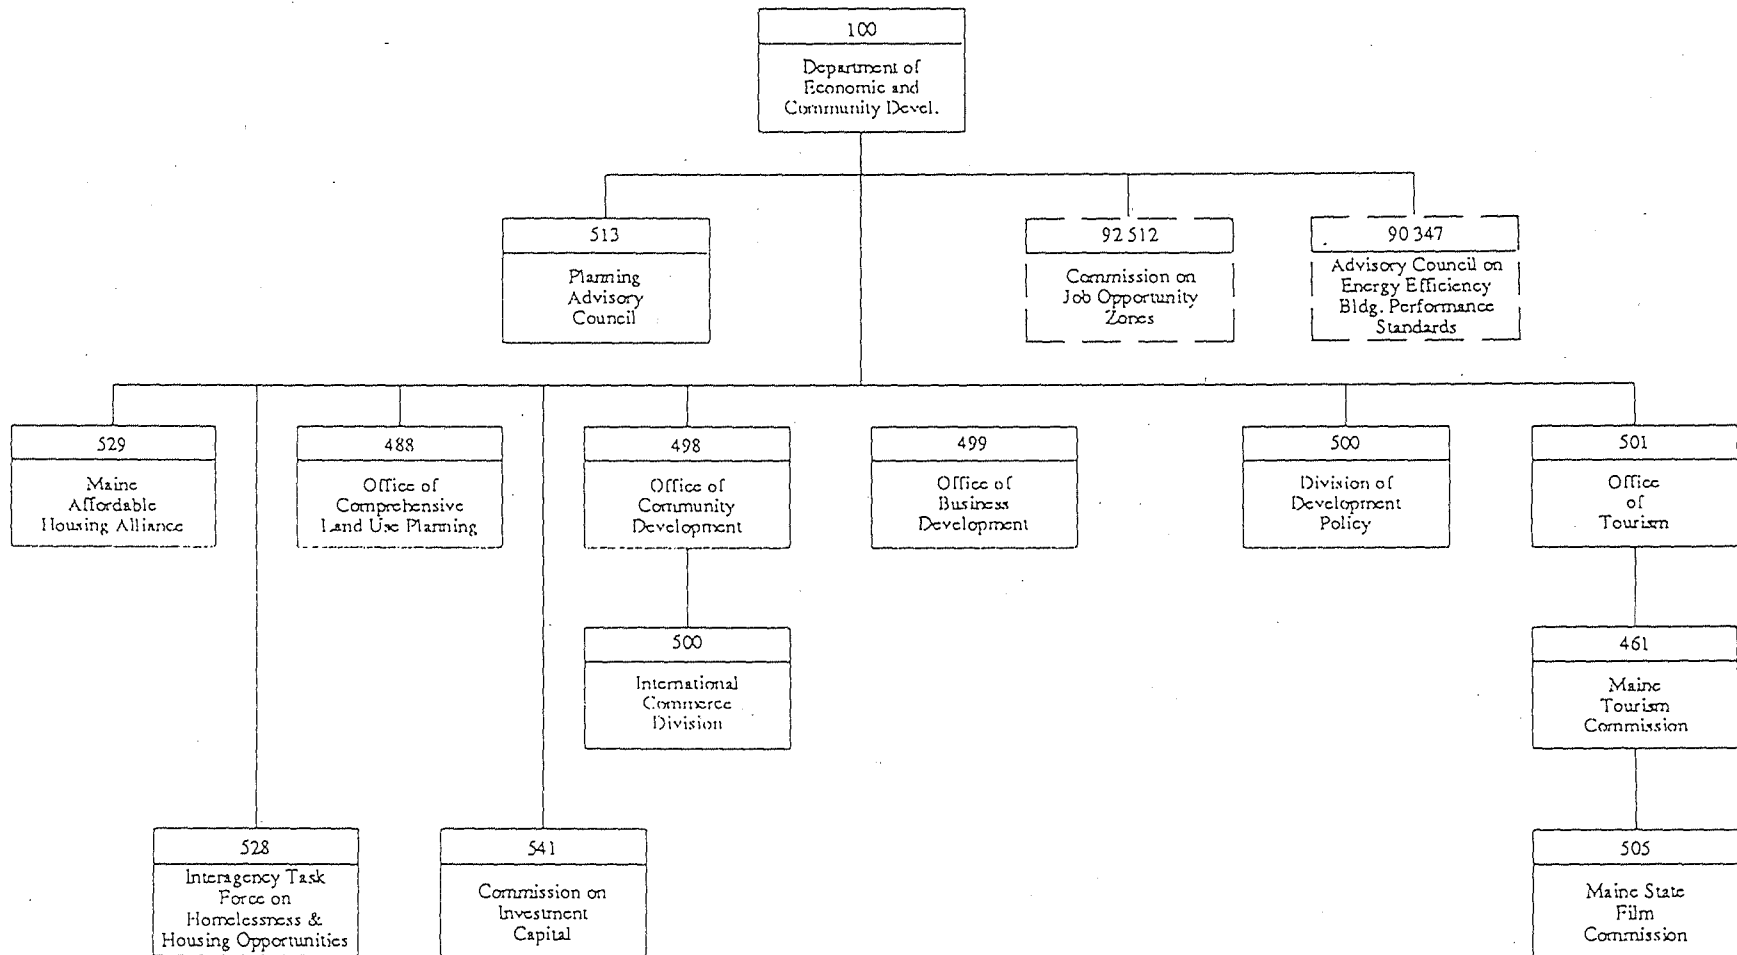 100
Department of
Economic and
Community Devel.
513
Planning
Advisory
Council
92 512
Commission on
Job Opportunity
Zones
90 347
Advisory Council on
Energy Efficiency
Bldg. Performance
Standards
529
Maine
Affordable
Housing Alliance
488
Office of
Comprehensive
Land Use Planning
498
Office of
Community
Development
499
Office of
Business
Development
500
Division of
Development
Policy
501
Office
of
Tourism
500
International
Commerce
Division
461
Maine
Tourism
Commission
528
Interagency Task
Force on
Homelessness &
Housing Opportunities
541
Commission on
Investment
Capital
505
Maine State
Film
Commission